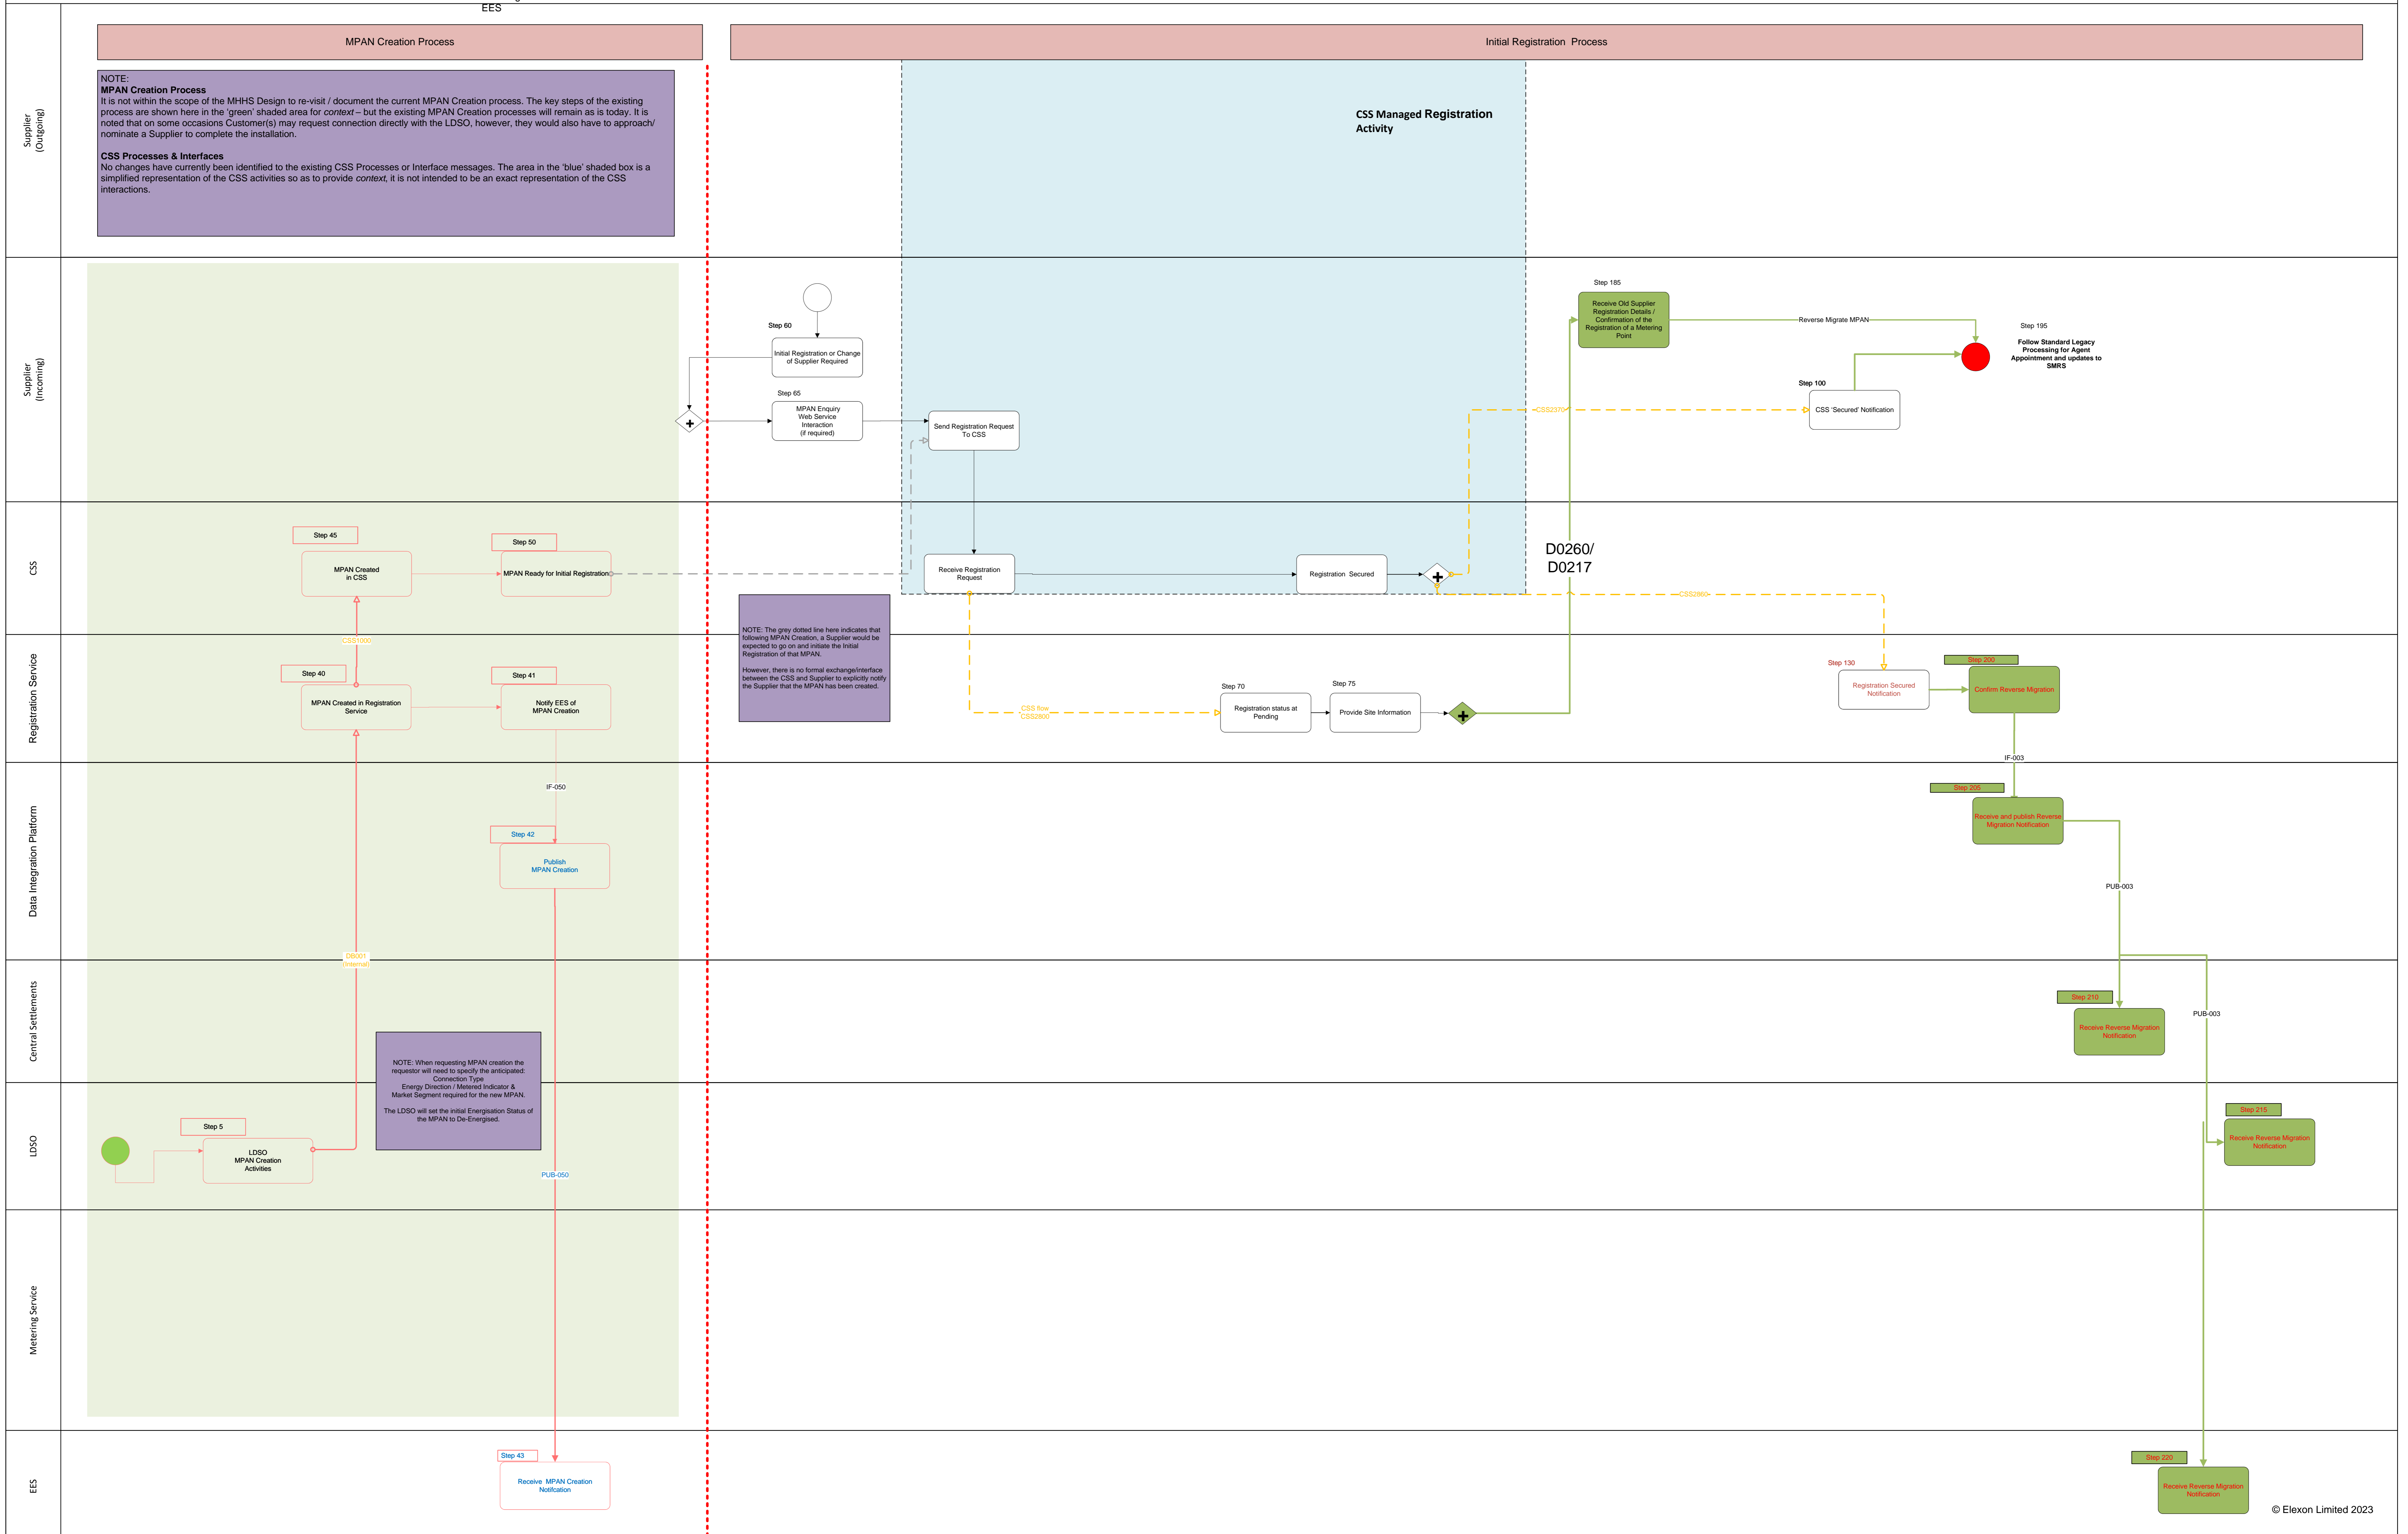 EES
MPAN Creation Process
Initial Registration  Process
NOTE:
MPAN Creation Process
It is not within the scope of the MHHS Design to re-visit / document the current MPAN Creation process. The key steps of the existing
process are shown here in the ‘green’ shaded area for context – but the existing MPAN Creation processes will remain as is today. It is
noted that on some occasions Customer(s) may request connection directly with the LDSO, however, they would also have to approach/
nominate a Supplier to complete the installation.
CSS Processes & Interfaces
No changes have currently been identified to the existing CSS Processes or Interface messages. The area in the ‘blue’ shaded box is a
simplified representation of the CSS activities so as to provide context, it is not intended to be an exact representation of the CSS
interactions.
CSS Managed Registration
Activity
Supplier
(Outgoing)
Supplier
(Incoming)
Step 60
Initial Registration or Change
of Supplier Required
Step 65
MPAN Enquiry
Web Service
Interaction
(if required)
Send Registration Request
To CSS
Step 185
Receive Old Supplier
Registration Details /
Confirmation of the
Registration of a Metering
Point
Reverse Migrate MPAN
Step 195
Follow Standard Legacy
Processing for Agent
Appointment and updates to
SMRS
Step 100
CSS ‘Secured’ Notification
CSS2370
CSS
Step 45
MPAN Created
in CSS
Step 50
MPAN Ready for Initial Registration
Receive Registration
Request
Registration  Secured
D0260/
D0217
CSS2860
CSS1000
NOTE: The grey dotted line here indicates that
following MPAN Creation, a Supplier would be
expected to go on and initiate the Initial
Registration of that MPAN.
However, there is no formal exchange/interface
between the CSS and Supplier to explicitly notify
the Supplier that the MPAN has been created.
Registration Service
Step 40
MPAN Created in Registration
Service
Step 41
Notify EES of
MPAN Creation
CSS flow
CSS2800
Step 70
Registration status at
Pending
Step 75
Provide Site Information
Step 130
Registration Secured
Notification
Step 200
Confirm Reverse Migration
IF-003
Data Integration Platform
IF-050
Step 42
Publish
MPAN Creation
Step 205
Receive and publish Reverse
Migration Notification
PUB-003
DB001
(Internal)
Central Settlements
Step 210
Receive Reverse Migration
Notification
PUB-003
NOTE: When requesting MPAN creation the
requestor will need to specify the anticipated:
Connection Type
Energy Direction / Metered Indicator &
Market Segment required for the new MPAN.
The LDSO will set the initial Energisation Status of
the MPAN to De-Energised.
LDSO
Step 5
LDSO
MPAN Creation
Activities
PUB-050
Step 215
Receive Reverse Migration
Notification
Metering Service
EES
Step 43
Receive  MPAN Creation
Notifcation
Step 220
Receive Reverse Migration
Notification
© Elexon Limited 2023